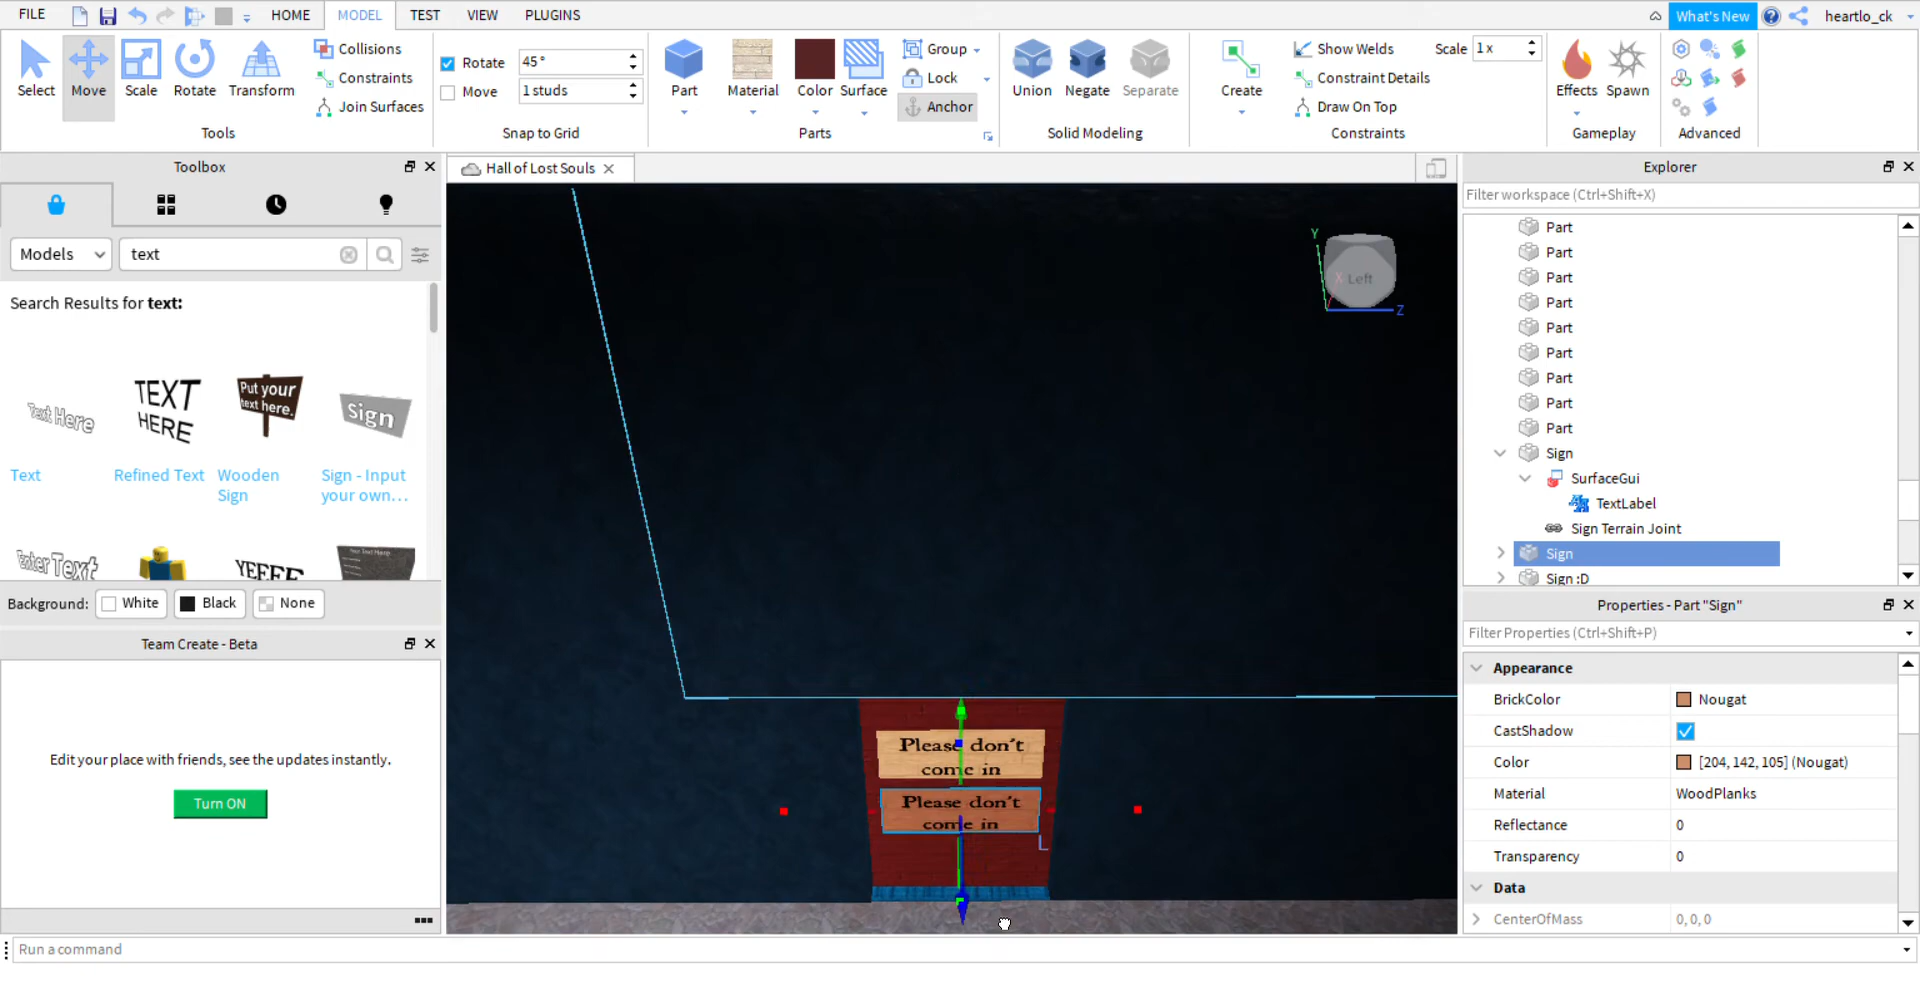 FILE
HOME
MODEL
TEST
VIEW
PLUGINS
What's New
heartlo_ck
Select
Move
Scale
Rotate
Transform
Collisions
Constraints
Join Surfaces
Tools
Rotate
45°
Move
1 studs
Snap to Grid
Part
Material
Color
Surface
Group
Lock
Anchor
Parts
Union
Negate
Separate
Solid Modeling
Create
Show Welds
Scale
1 x
Constraint Details
Draw On Top
Constraints
Effects
Spawn
Gameplay
Advanced
Toolbox
Models
text
Search Results for text:
Text Here
TEXT
HERE
Put your
text here.
Sign
Text
Refined Text
Wooden
Sign
Sign - Input
your own...
Enter Text
YEEEE
Background:
White
Black
None
Team Create - Beta
Edit your place with friends, see the updates instantly.
Turn ON
Hall of Lost Souls
Y
X
Left
Z
Please don't
come in
Please don't
come in
L
Explorer
Filter workspace (Ctrl+Shift+X)
Part
Part
Part
Part
Part
Part
Part
Part
Part
Sign
SurfaceGui
TextLabel
Sign Terrain Joint
Sign
Sign :D
Properties - Part "Sign"
Filter Properties (Ctrl+Shift+P)
Appearance
BrickColor
Nougat
CastShadow
Color
[204, 142, 105] (Nougat)
Material
WoodPlanks
Reflectance
0
Transparency
0
Data
CenterOfMass
0, 0, 0
Run a command